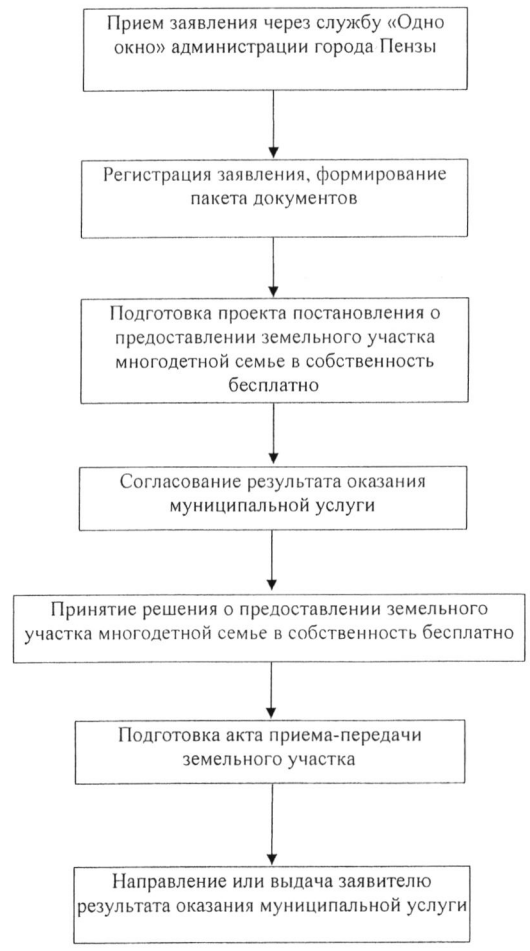 Прием заявления через службу «Одно
окно» администрации города Пензы
Регистрация заявления, формирование
пакета документов
Подготовка проекта постановления о
предоставлении земельного участка
многодетной семье в собственность
бесплатно
Согласование результата оказания
муниципальной услуги
Принятие решения о предоставлении земельного
участка многодетной семье в собственность бесплатно
Подготовка акта приема-передачи
земельного участка
Направление или выдача заявителю
результата оказания муниципальной услуги